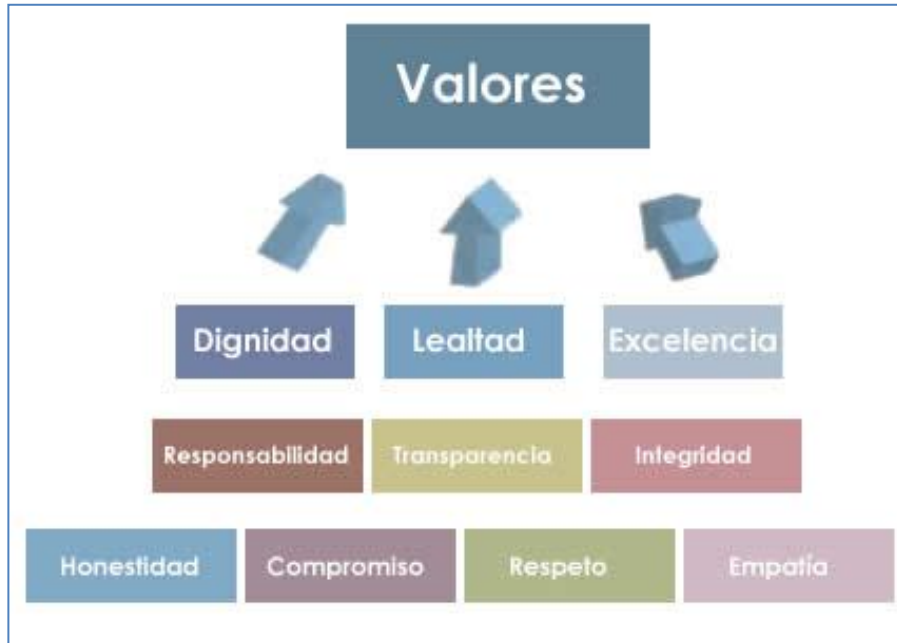 Valores
Dignidad Lealtad Excelencia
Responsabilidad Transparencia Integridad
Honestidad Compromiso Respeto Empatía